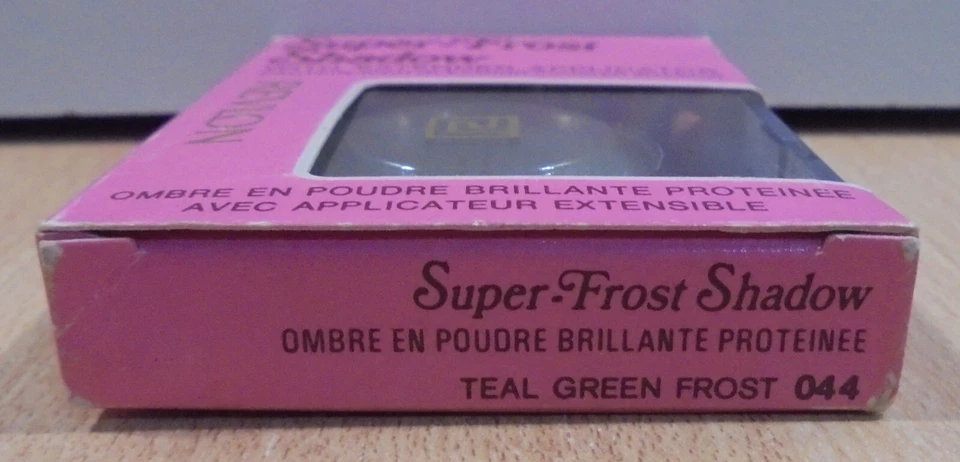 Super-Frost
Shadow
REVLON
OMBRE EN POUDRE BRILLANTE PROTEINEE
AVEC APPLICATEUR EXTENSIBLE
Super-Frost Shadow
OMBRE EN POUDRE BRILLANTE PROTEINEE
TEAL GREEN FROST 044